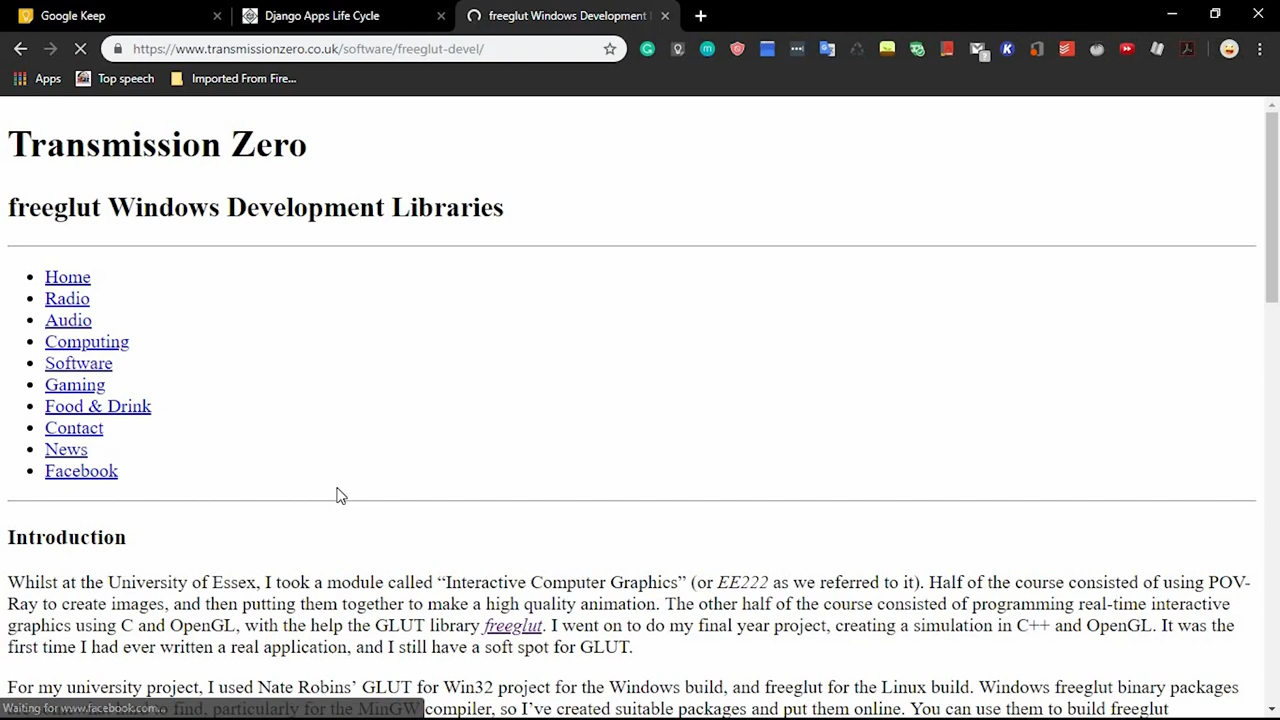 Google Keep
Django Apps Life Cycle
freeglut Windows Development
https://www.transmissionzero.co.uk/software/freeglut-devel/
Apps
Top speech
Imported From Fire...
Transmission Zero
freeglut Windows Development Libraries
Home
Radio
Audio
Computing
Software
Gaming
Food & Drink
Contact
News
Facebook
Introduction
Whilst at the University of Essex, I took a module called “Interactive Computer Graphics” (or EE222 as we referred to it). Half of the course consisted of using POV-
Ray to create images, and then putting them together to make a high quality animation. The other half of the course consisted of programming real-time interactive
graphics using C and OpenGL, with the help the GLUT library freeglut. I went on to do my final year project, creating a simulation in C++ and OpenGL. It was the
first time I had ever written a real application, and I still have a soft spot for GLUT.
For my university project, I used Nate Robins’ GLUT for Win32 project for the Windows build, and freeglut for the Linux build. Windows freeglut binary packages
find, particularly for the MinGW compiler, so I’ve created suitable packages and put them online. You can use them to build freeglut
Waiting for www.facebook.com...